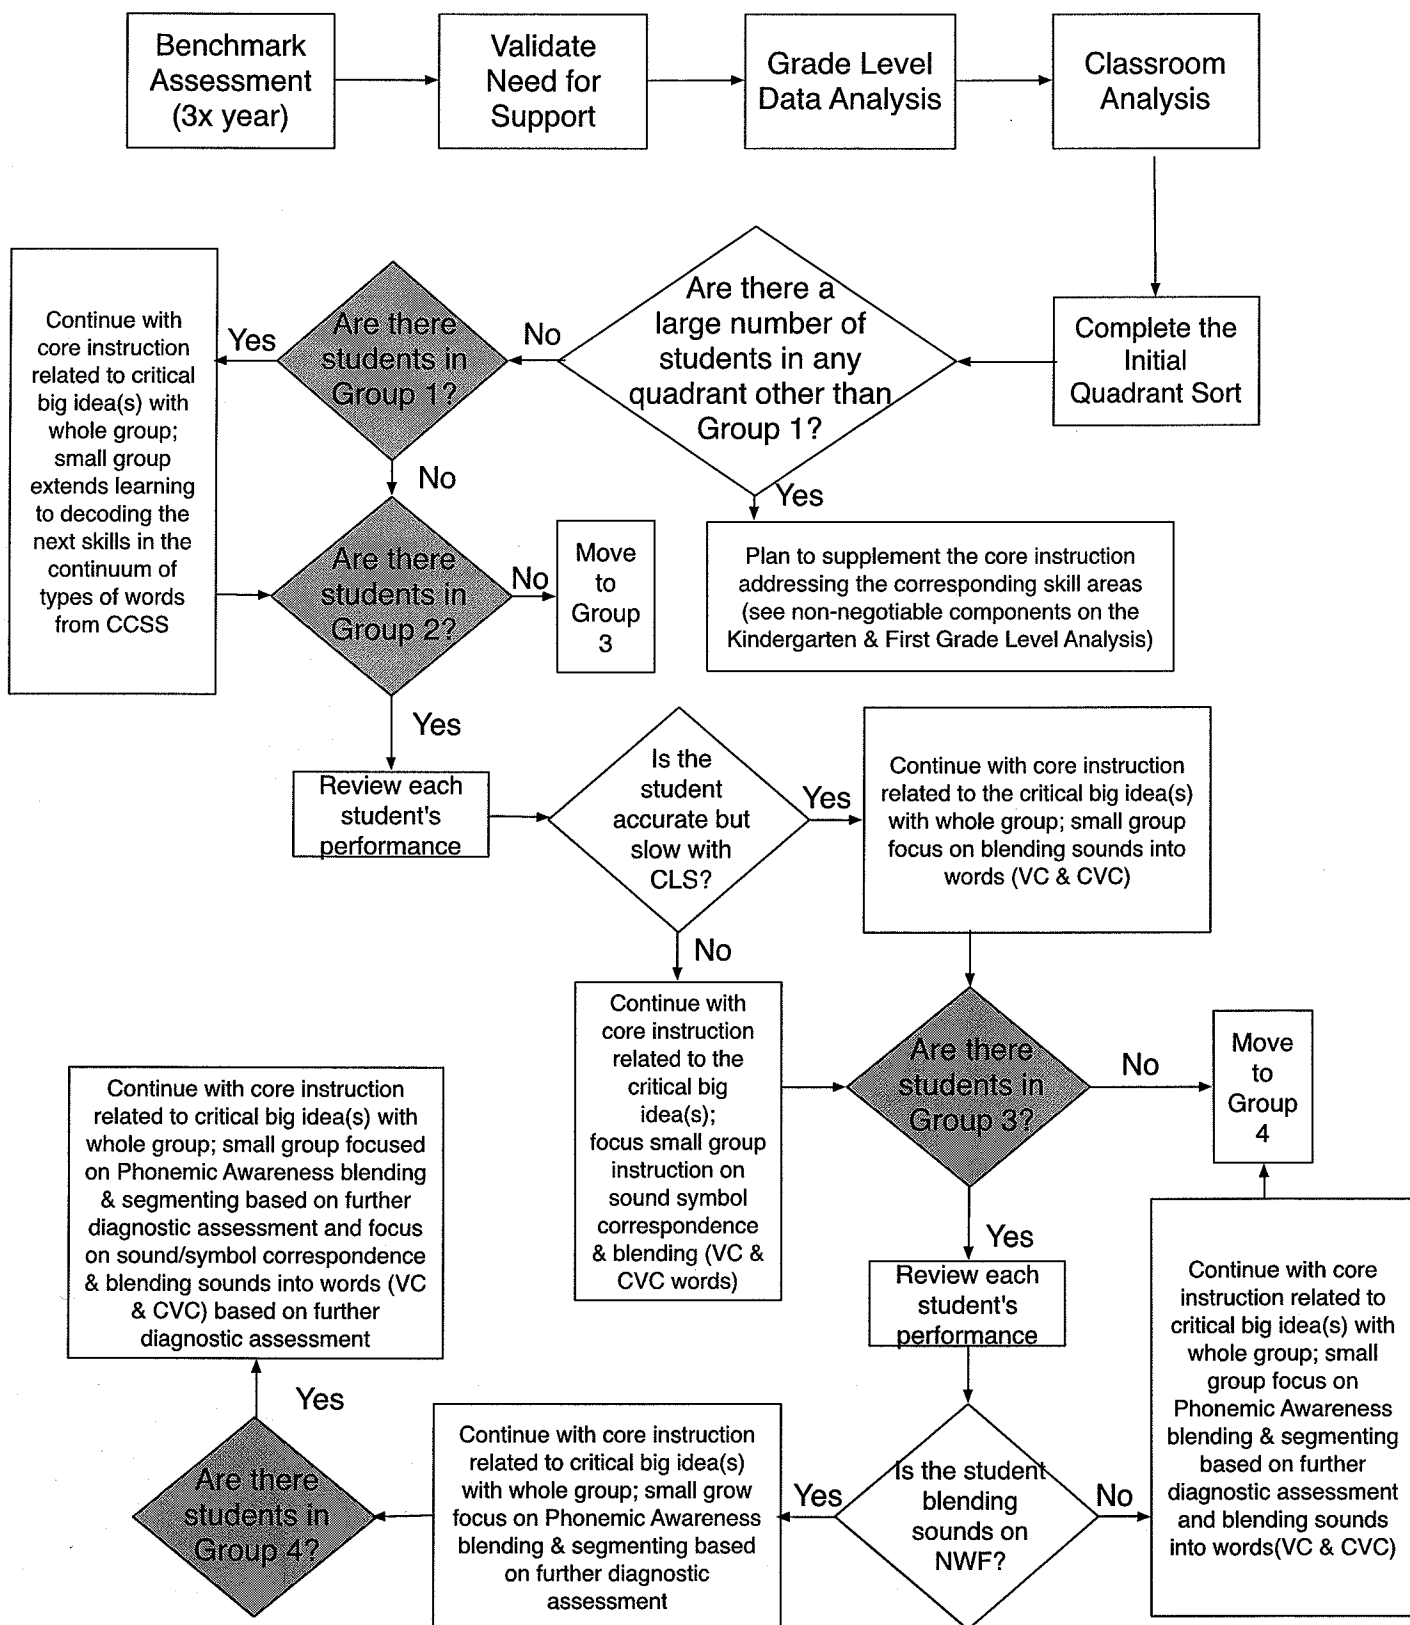 Benchmark
Assessment
(3x year)
Validate
Need for
Support
Grade Level
Data Analysis
Classroom
Analysis
Complete the
Initial
Quadrant Sort
Are there a
large number of
students in any
quadrant other than
Group 1?
No
Yes
Plan to supplement the core instruction
addressing the corresponding skill areas
(see non-negotiable components on the
Kindergarten & First Grade Level Analysis)
Are there
students in
Group 1?
Yes
No
Continue with
core instruction
related to critical
big idea(s) with
whole group;
small group
extends learning
to decoding the
next skills in the
continuum of
types of words
from CCSS
Are there
students in
Group 2?
No
Move
to
Group
3
Yes
Review each
student's
performance
Is the
student
accurate but
slow with
CLS?
Yes
Continue with core instruction
related to the critical big idea(s)
with whole group; small group
focus on blending sounds into
words (VC & CVC)
No
Continue with
core instruction
related to the
critical big
idea(s);
focus small group
instruction on
sound symbol
correspondence
& blending (VC &
CVC words)
Are there
students in
Group 3?
No
Move
to
Group
4
Yes
Review each
student's
performance
Is the student
blending
sounds on
NWF?
No
Continue with core
instruction related to
critical big idea(s) with
whole group; small
group focus on
Phonemic Awareness
blending & segmenting
based on further
diagnostic assessment
and blending sounds
into words(VC & CVC)
Yes
Continue with core instruction
related to critical big idea(s)
with whole group; small grow
focus on Phonemic Awareness
blending & segmenting based
on further diagnostic
assessment
Are there
students in
Group 4?
Yes
Continue with core instruction
related to critical big idea(s) with
whole group; small group focused
on Phonemic Awareness blending
& segmenting based on further
diagnostic assessment and focus
on sound/symbol correspondence
& blending sounds into words (VC
& CVC) based on further
diagnostic assessment